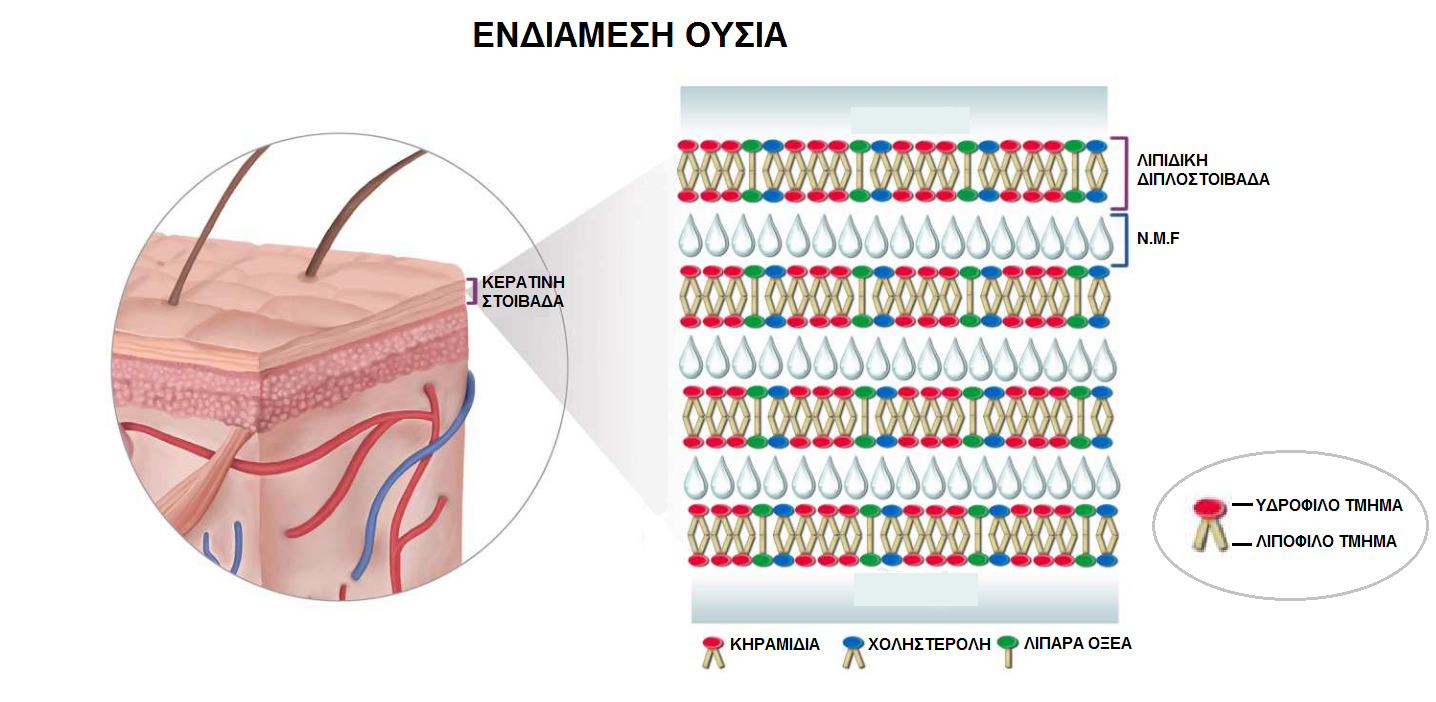 ΕΝΔΙΑΜΕΣΗ ΟΥΣΙΑ
ΛΙΠΙΔΙΚΗ
ΔΙΠΛΟΣΤΟΙΒΑΔΑ
N.M.F
ΚΕΡΑΤΙΝΗ
ΣΤΟΙΒΑΔΑ
ΥΔΡΟΦΙΛΟ ΤΜΗΜΑ
ΛΙΠΟΦΙΛΟ ΤΜΗΜΑ
ΚΗΡΑΜΙΔΙΑ
ΧΟΛΗΣΤΕΡΟΛΗ
ΛΙΠΑΡΑ ΟΞΕΑ